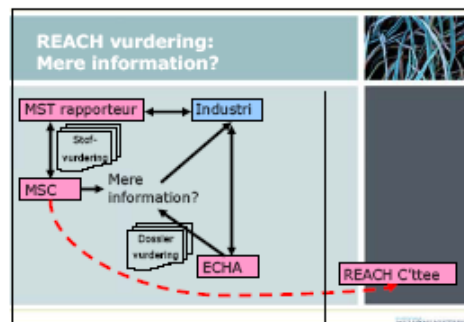 REACH vurdering:
Mere information?
MST rapporteur
Industri
Stof-
vurdering
MSC
Mere
information?
Dossier
vurdering
ECHA
REACH C'ttee